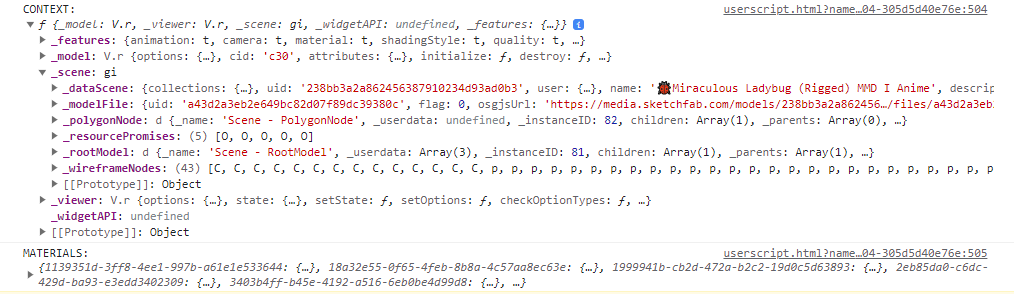 CONTEXT: userscript.html?name…04-305d5d40e76e:504
▼ ƒ {_model: V.r, _viewer: V.r, _scene: gi, _widgetAPI: undefined, _features: {…}} i
▶ _features: {animation: t, camera: t, material: t, shadingStyle: t, quality: t, …}
▶ _model: V.r {options: {…}, cid: 'c30', attributes: {…}, initialize: ƒ, destroy: ƒ, …}
▼ _scene: gi
▶ _dataScene: {collections: {…}, uid: '238bb3a2a862456387910234d93ad0b3', user: {…}, name: '🐞Miraculous Ladybug (Rigged) MMD I Anime', descrip
▶ _modelFile: {uid: 'a43d2a3eb2e649bc82d07f89dc39380c', flag: 0, osgjsUrl: 'https://media.sketchfab.com/models/238bb3a2a862456…/files/a43d2a3eb2
▶ _polygonNode: d {_name: 'Scene - PolygonNode', _userdata: undefined, _instanceID: 82, children: Array(1), _parents: Array(0), …}
▶ _resourcePromises: (5) [O, O, O, O, O]
▶ _rootModel: d {_name: 'Scene - RootModel', _userdata: Array(3), _instanceID: 81, children: Array(1), _parents: Array(1), …}
▶ _wireframeNodes: (43) [C, C, C, C, C, C, C, C, C, C, C, C, C, C, p, p, p, p, p, p, p, p, p, p, p, p, p, p, p, p, p
▶ [[Prototype]]: Object
▶ _viewer: V.r {options: {…}, state: {…}, setState: ƒ, setOptions: ƒ, checkOptionTypes: ƒ, …}
_widgetAPI: undefined
▶ [[Prototype]]: Object
MATERIALS: userscript.html?name…04-305d5d40e76e:505
{1139351d-3ff8-4ee1-997b-a61e1e533644: {…}, 18a32e55-0f65-4feb-8b8a-4c57aa8ec63e: {…}, 1999941b-cb2d-472a-b2c2-19d0c5d63893: {…}, 2eb85da0-c6dc-
▶ 429d-ba93-e3edd3402309: {…}, 3403b4ff-b45e-4192-a516-6eb0be4d99d8: {…}, …}